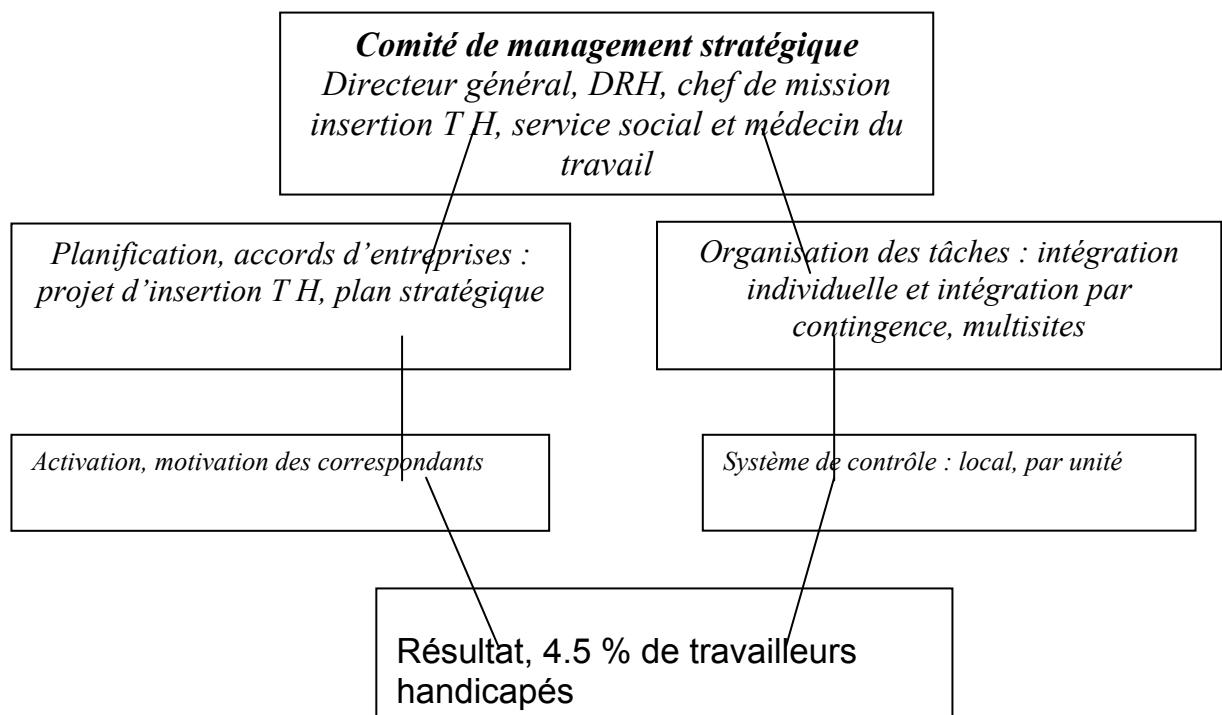 Comité de management stratégique
Directeur général, DRH, chef de mission
insertion T H, service social et médecin du
travail
Planification, accords d’entreprises :
projet d’insertion T H, plan stratégique
Organisation des tâches : intégration
individuelle et intégration par
contingence, multisites
Activation, motivation des correspondants
Système de contrôle : local, par unité
Résultat, 4.5 % de travailleurs
handicapés